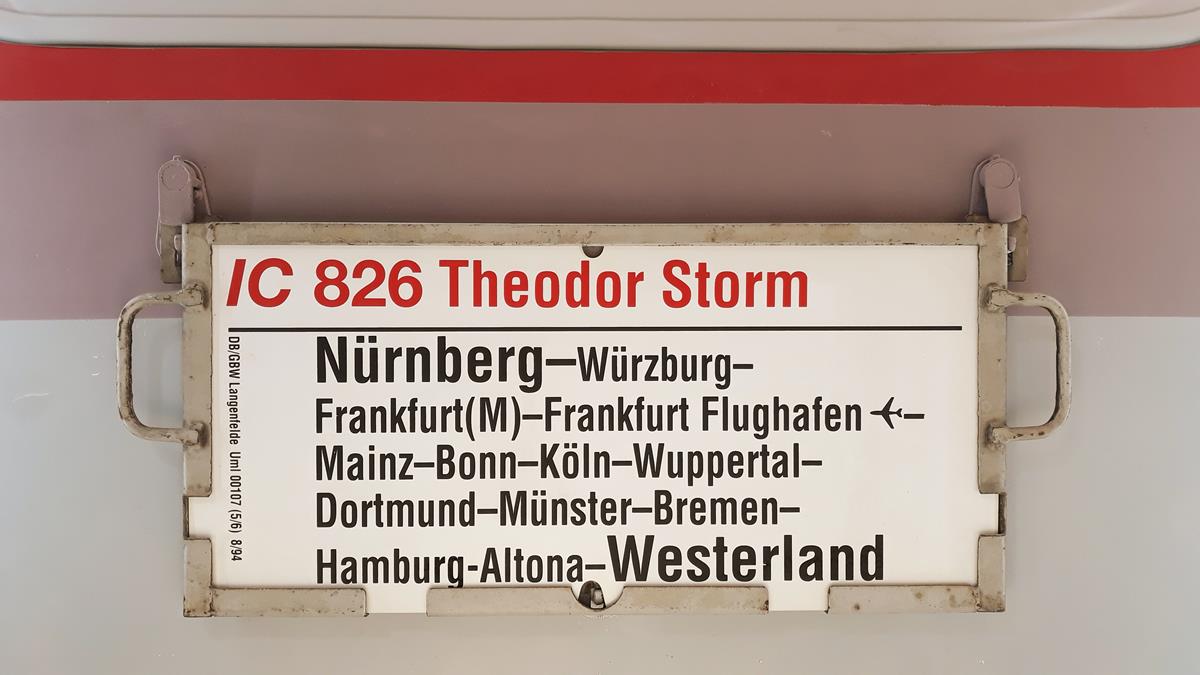 IC 826 Theodor Storm
Nürnberg–Würzburg–
Frankfurt(M)–Frankfurt Flughafen ✈–
Mainz–Bonn–Köln–Wuppertal–
Dortmund–Münster–Bremen–
Hamburg-Altona–Westerland
DB/GBW Langenfelde Uml 00107 (5/6) 8/94